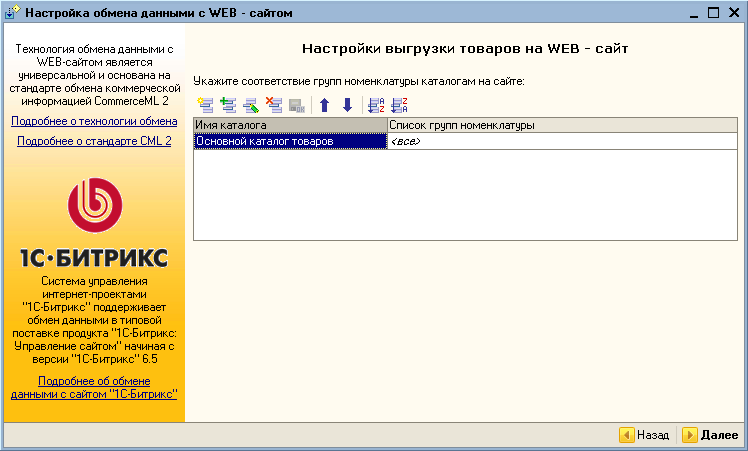 Настройка обмена данными с WEB - сайтом
Технология обмена данными с
WEB-сайтом является
универсальной и основана на
стандарте обмена коммерческой
информацией CommerceML 2
Подробнее о технологии обмена
Подробнее о стандарте CML 2
1С·БИТРИКС
Система управления
интернет-проектами
"1С-Битрикс" поддерживает
обмен данными в типовой
поставке продукта "1С-Битрикс:
Управление сайтом" начиная с
версии "1С-Битрикс" 6.5
Подробнее об обмене
данными с сайтом "1С-Битрикс"
Настройки выгрузки товаров на WEB - сайт
Укажите соответствие групп номенклатуры каталогам на сайте:
Имя каталога Список групп номенклатуры
Основной каталог товаров <все>
Назад Далее